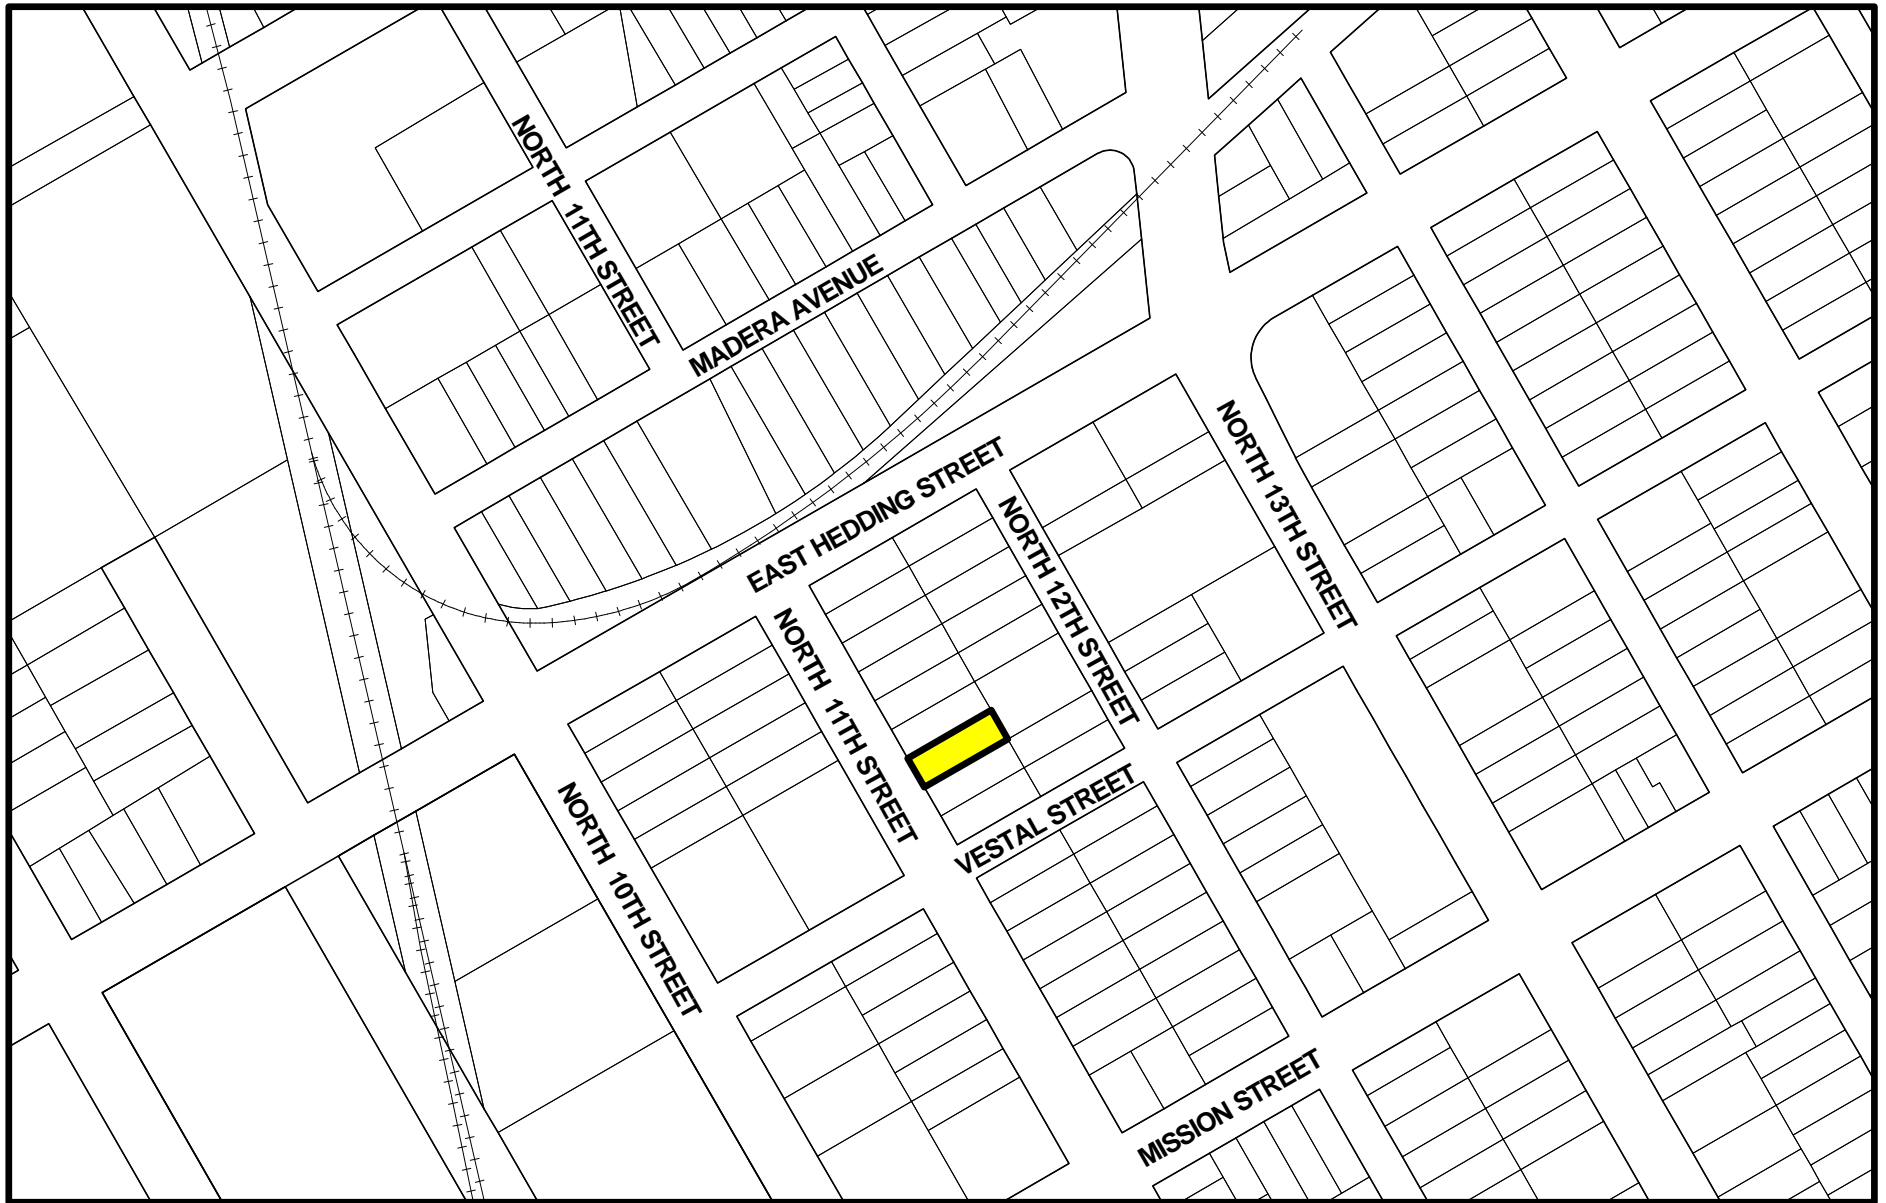 NORTH 11TH STREET
MADERA AVENUE
EAST HEDDING STREET
NORTH 13TH STREET
NORTH 12TH STREET
NORTH 11TH STREET
VESTAL STREET
NORTH 10TH STREET
MISSION STREET